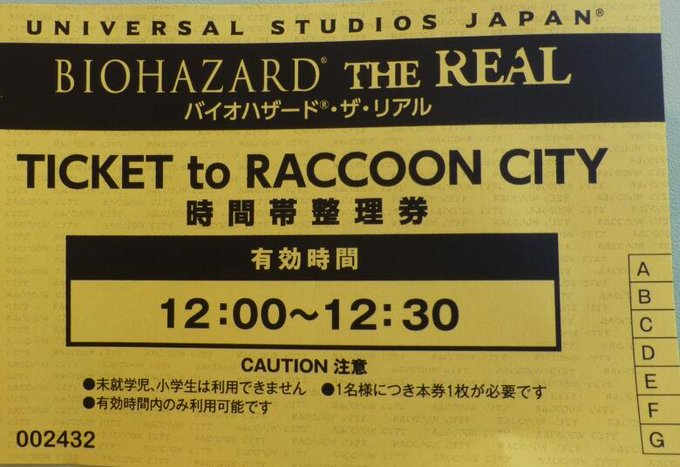 UNIVERSAL STUDIOS JAPAN®
BIOHAZARD® THE REAL
バイオハザード®・ザ・リアル
TICKET to RACCOON CITY
時間帯整理券
有効時間
12:00～12:30
CAUTION 注意
●未就学児、小学生は利用できません ●1名様につき本券1枚が必要です
●有効時間内のみ利用可能です
002432
A
B
C
D
E
F
G